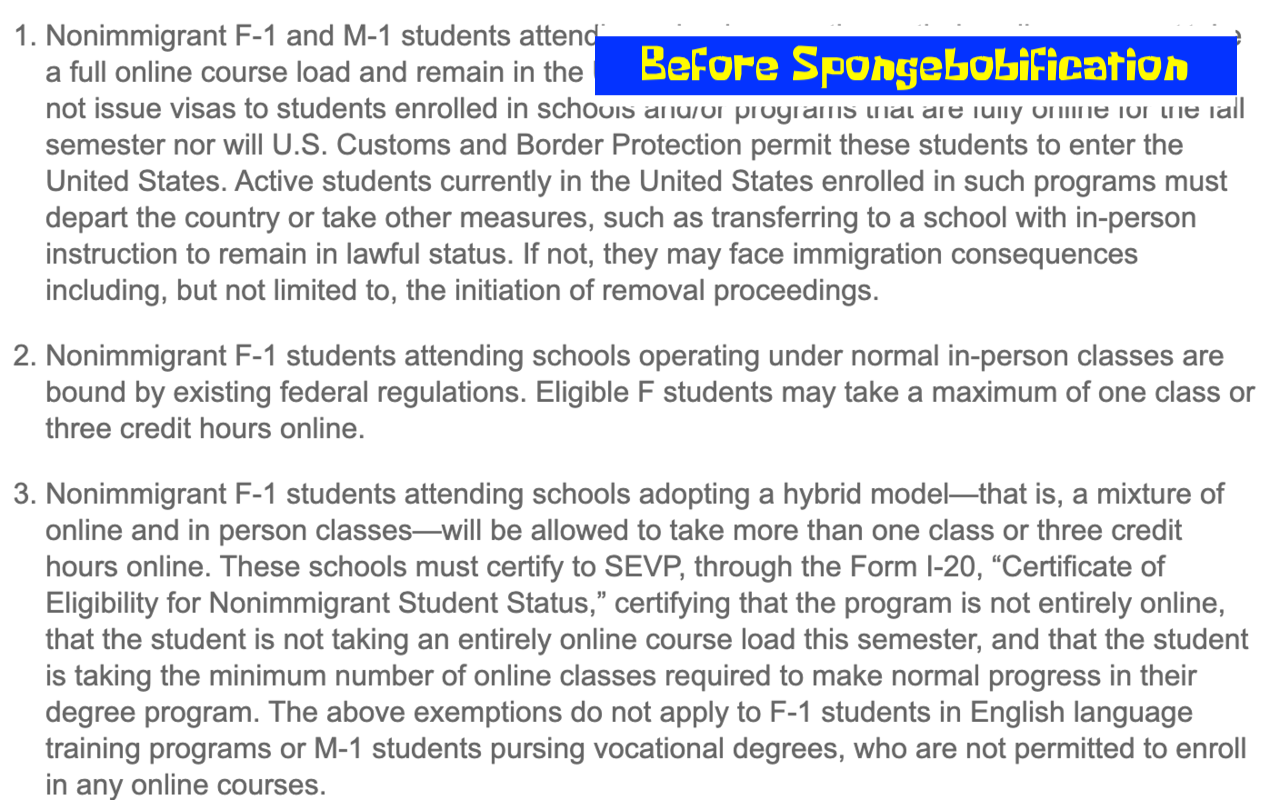 1. Nonimmigrant F-1 and M-1 students attend
Before Spongebobification
a full online course load and remain in the
not issue visas to students enrolled in schools and/or programs that are fully online for the fall
semester nor will U.S. Customs and Border Protection permit these students to enter the
United States. Active students currently in the United States enrolled in such programs must
depart the country or take other measures, such as transferring to a school with in-person
instruction to remain in lawful status. If not, they may face immigration consequences
including, but not limited to, the initiation of removal proceedings.
2. Nonimmigrant F-1 students attending schools operating under normal in-person classes are
bound by existing federal regulations. Eligible F students may take a maximum of one class or
three credit hours online.
3. Nonimmigrant F-1 students attending schools adopting a hybrid model—that is, a mixture of
online and in person classes—will be allowed to take more than one class or three credit
hours online. These schools must certify to SEVP, through the Form I-20, “Certificate of
Eligibility for Nonimmigrant Student Status,” certifying that the program is not entirely online,
that the student is not taking an entirely online course load this semester, and that the student
is taking the minimum number of online classes required to make normal progress in their
degree program. The above exemptions do not apply to F-1 students in English language
training programs or M-1 students pursing vocational degrees, who are not permitted to enroll
in any online courses.